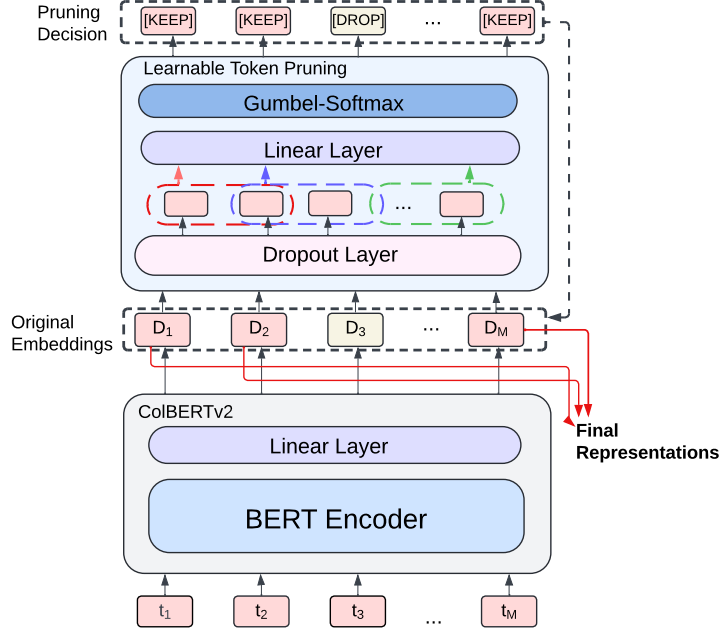 Pruning
Decision
[KEEP] [KEEP] [DROP] ... [KEEP]
Learnable Token Pruning
Gumbel-Softmax
Linear Layer
...
Dropout Layer
Original
Embeddings
D1 D2 D3 ... DM
ColBERTv2
Linear Layer
BERT Encoder
Final
Representations
t1 t2 t3 ... tM